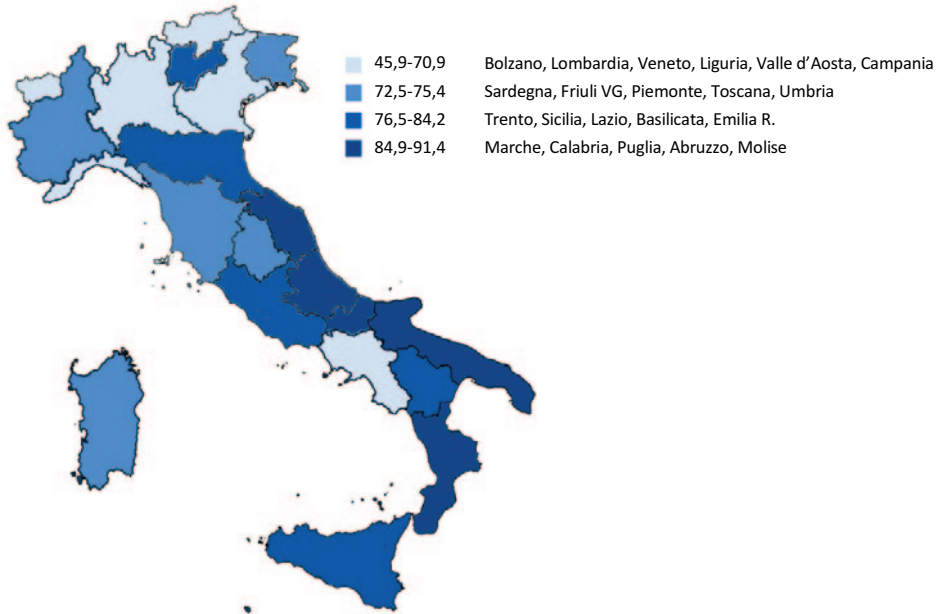 45,9-70,9 Bolzano, Lombardia, Veneto, Liguria, Valle d’Aosta, Campania
72,5-75,4 Sardegna, Friuli VG, Piemonte, Toscana, Umbria
76,5-84,2 Trento, Sicilia, Lazio, Basilicata, Emilia R.
84,9-91,4 Marche, Calabria, Puglia, Abruzzo, Molise